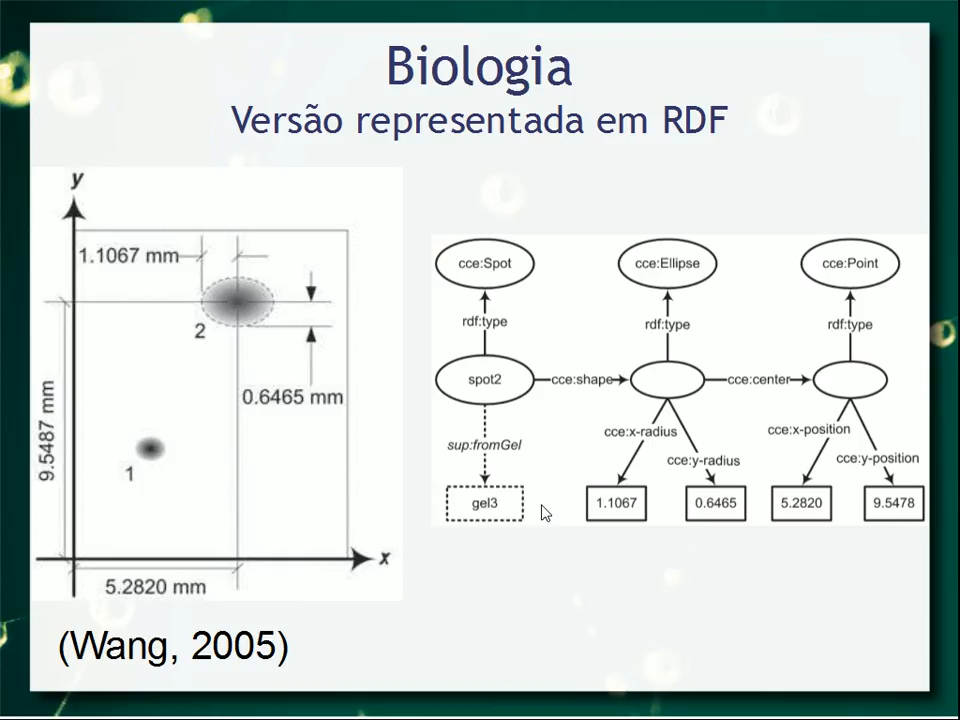 Biologia
Versão representada em RDF
y
1.1067 mm
2
0.6465 mm
9.5487 mm
1
x
5.2820 mm
cce:Spot
cce:Ellipse
cce:Point
rdf:type
rdf:type
rdf:type
spot2
cce:shape
cce:center
cce:x-radius
cce:x-position
sup:fromGel
cce:y-radius
cce:y-position
gel3
1.1067
0.6465
5.2820
9.5478
(Wang, 2005)